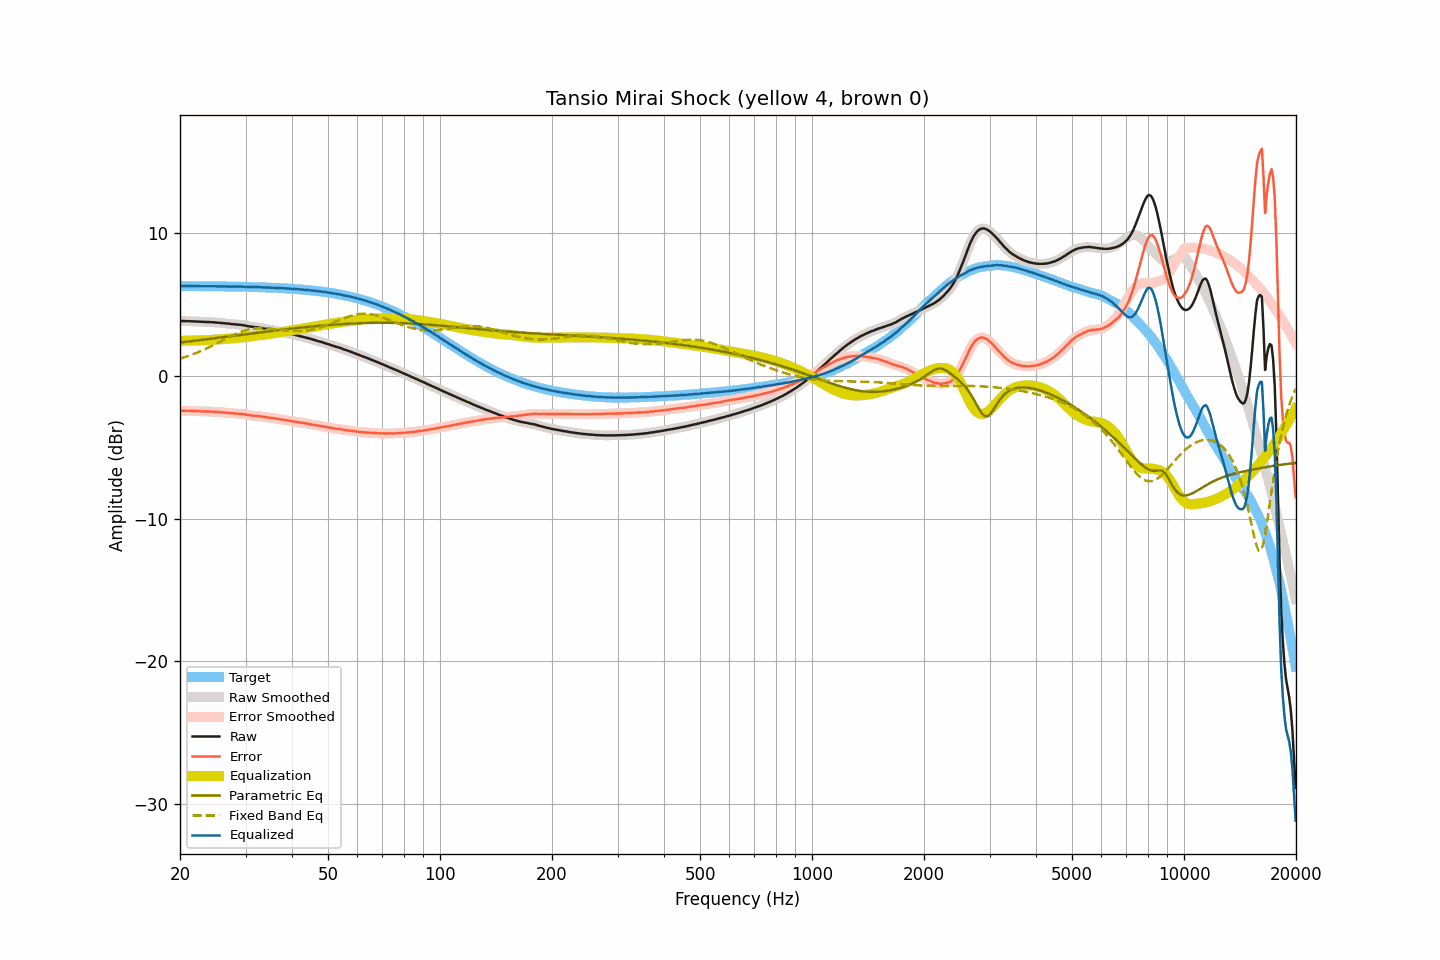 Tansio Mirai Shock (yellow 4, brown 0)
Amplitude (dBr)
10
0
−10
−20
−30
Target
Raw Smoothed
Error Smoothed
Raw
Error
Equalization
Parametric Eq
Fixed Band Eq
Equalized
20 50 100 200 500 1000 2000 5000 10000 20000
Frequency (Hz)